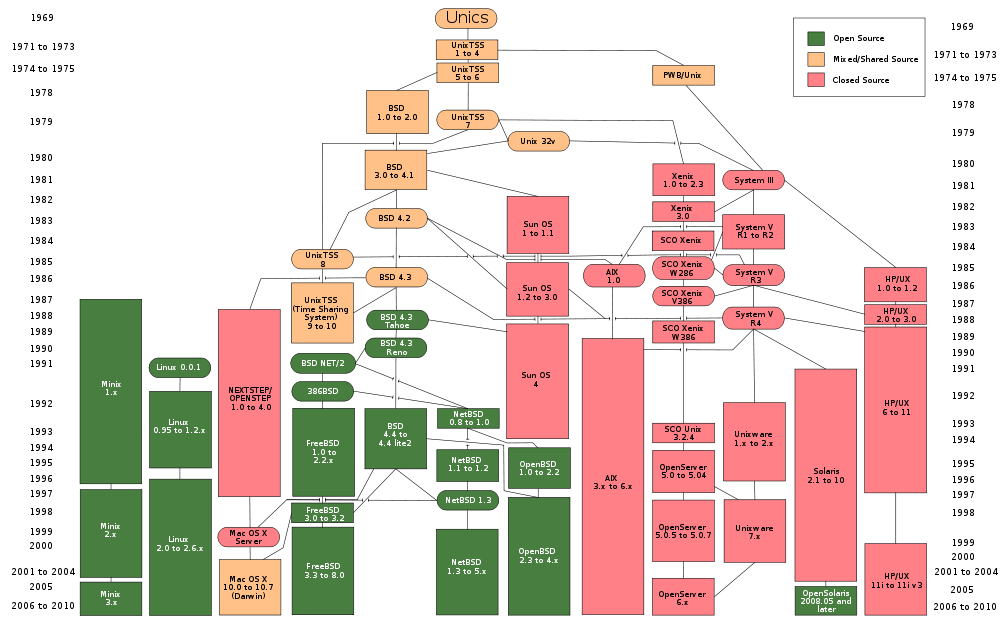 Unics
1969
1969
Open Source
Mixed/Shared Source
Closed Source
1971 to 1973
UnixTSS
1 to 4
1971 to 1973
1974 to 1975
UnixTSS
5 to 6
PWB/Unix
1974 to 1975
1978
BSD
1.0 to 2.0
1978
1979
UnixTSS
7
Unix 32v
1979
1980
BSD
3.0 to 4.1
1980
1981
Xenix
1.0 to 2.3
System III
1981
1982
Xenix
3.0
1982
1983
BSD 4.2
Sun OS
1 to 1.1
System V
R1 to R2
1983
1984
SCO Xenix
1984
1985
UnixTSS
8
SCO Xenix
W286
1985
1986
BSD 4.3
AIX
1.0
System V
R3
HP/UX
1.0 to 1.2
1986
1987
UnixTSS
(Time Sharing
System)
9 to 10
Sun OS
1.2 to 3.0
SCO Xenix
V386
1987
1988
BSD 4.3
Tahoe
System V
R4
HP/UX
2.0 to 3.0
1988
1989
SCO Xenix
W386
1989
1990
BSD 4.3
Reno
1990
1991
Linux 0.0.1
BSD NET/2
1991
Minix
1.x
NEXTSTEP/
OPENSTEP
1.0 to 4.0
386BSD
Sun OS
4
1992
Linux
0.95 to 1.2.x
NetBSD
0.8 to 1.0
HP/UX
6 to 11
1992
1993
FreeBSD
1.0 to
2.2.x
BSD
4.4 to
4.4 lite2
SCO Unix
3.2.4
Unixware
1.x to 2.x
1993
1994
1994
1995
NetBSD
1.1 to 1.2
OpenBSD
1.0 to 2.2
OpenServer
5.0 to 5.04
Solaris
2.1 to 10
1995
1996
AIX
3.x to 6.x
1996
1997
NetBSD 1.3
1997
1998
Minix
2.x
FreeBSD
3.0 to 3.2
OpenServer
5.0.5 to 5.0.7
Unixware
7.x
1998
1999
Linux
2.0 to 2.6.x
Mac OS X
Server
1999
2000
OpenBSD
2.3 to 4.x
2000
2001 to 2004
Mac OS X
10.0 to 10.7
(Darwin)
FreeBSD
3.3 to 8.0
NetBSD
1.3 to 5.x
2001 to 2004
2005
Minix
3.x
OpenServer
6.x
OpenSolaris
2008.05 and
later
HP/UX
11i to 11i v3
2005
2006 to 2010
2006 to 2010